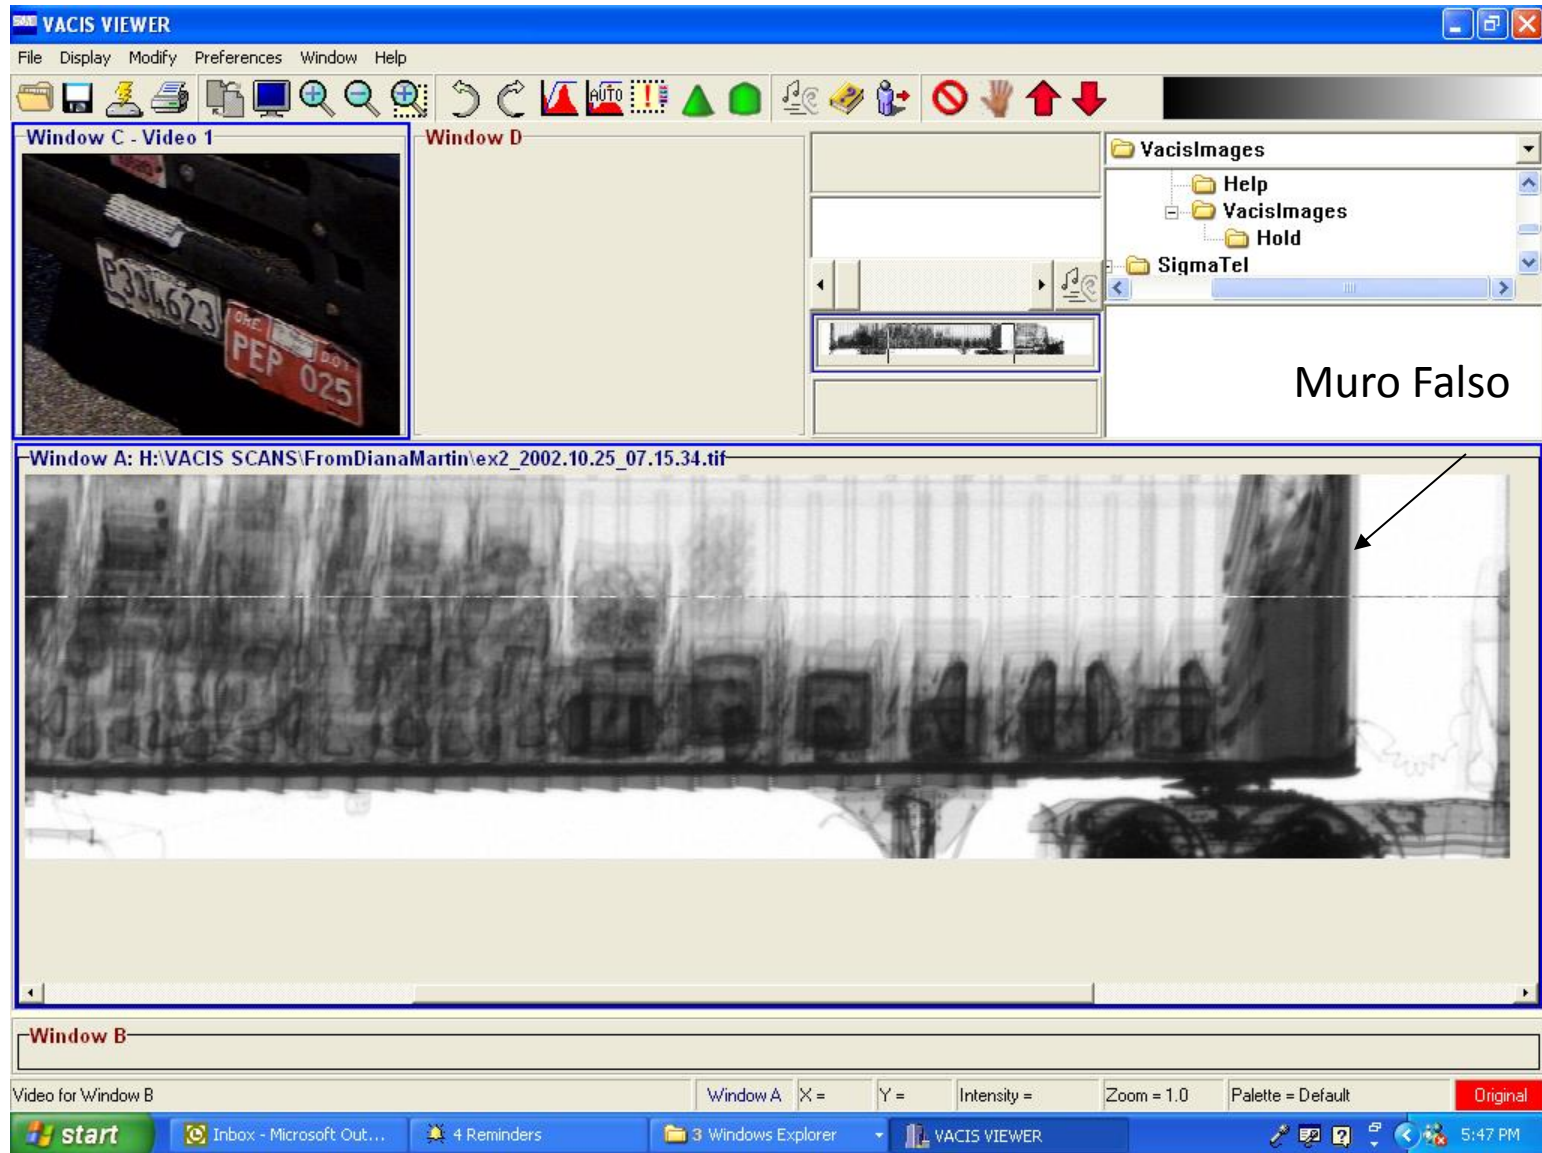 VACIS VIEWER
File Display Modify Preferences Window Help
AUTO
Window C - Video 1
Window D
P334623
ORE.
PEP 025
VacisImages
Help
VacisImages
Hold
SigmaTel
Muro Falso
Window A: H:\VACIS SCANS\FromDianaMartin\ex2_2002.10.25_07.15.34.tif
Window B
Video for Window B
Window A
X =
Y =
Intensity =
Zoom = 1.0
Palette = Default
Original
start
Inbox - Microsoft Out...
4 Reminders
3 Windows Explorer
VACIS VIEWER
5:47 PM